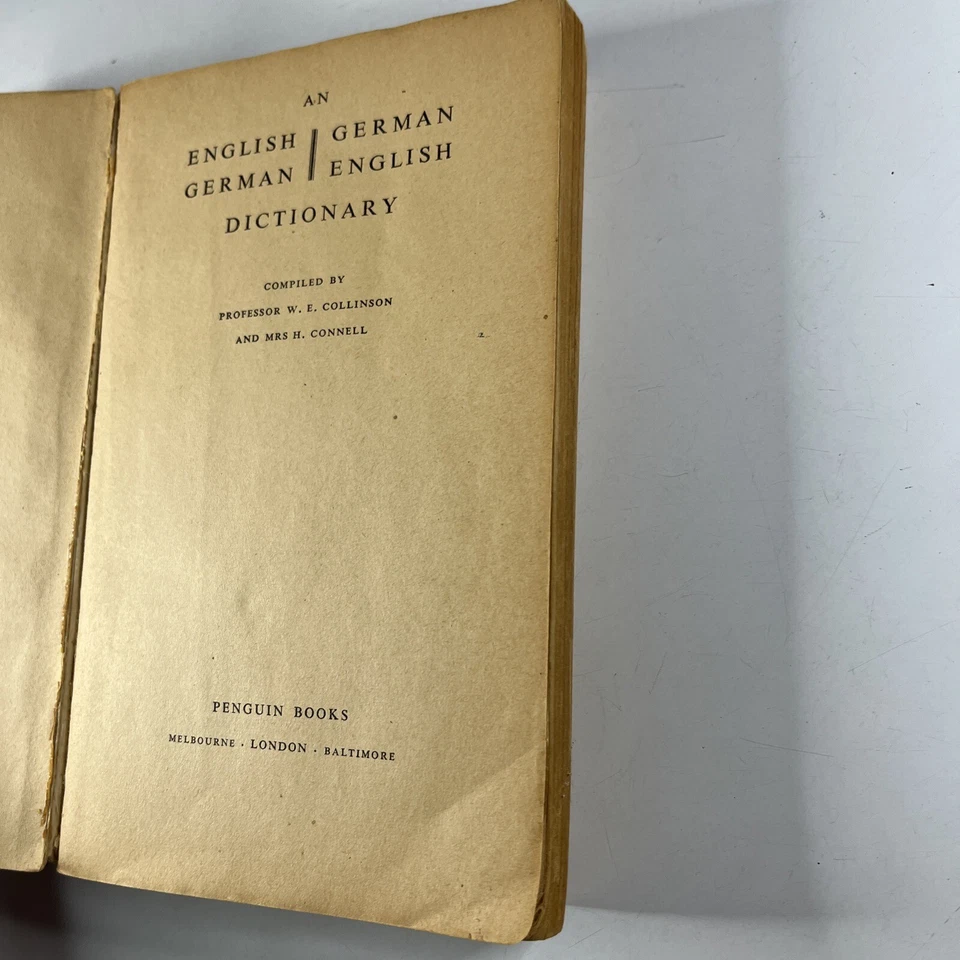 AN
ENGLISH | GERMAN
GERMAN | ENGLISH
DICTIONARY
COMPILED BY
PROFESSOR W. E. COLLINSON
AND MRS H. CONNELL
PENGUIN BOOKS
MELBOURNE · LONDON · BALTIMORE